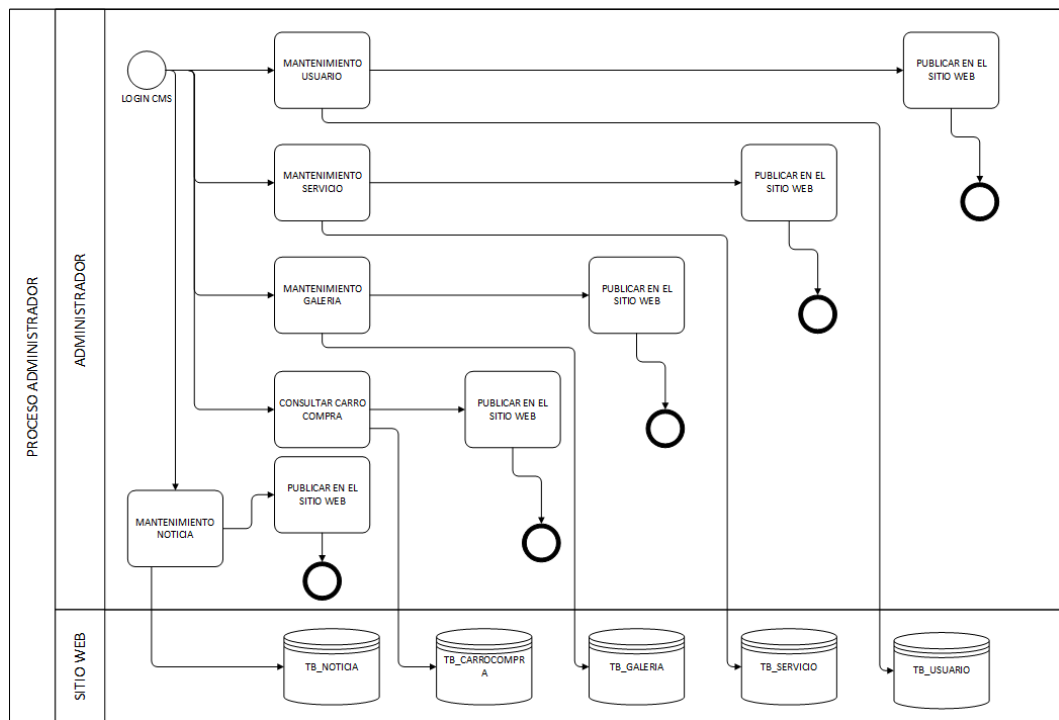 PROCESO ADMINISTRADOR
ADMINISTRADOR
LOGIN CMS
MANTENIMIENTO
USUARIO
PUBLICAR EN EL
SITIO WEB
MANTENIMIENTO
SERVICIO
PUBLICAR EN EL
SITIO WEB
MANTENIMIENTO
GALERIA
PUBLICAR EN EL
SITIO WEB
CONSULTAR CARRO
COMPRA
PUBLICAR EN EL
SITIO WEB
MANTENIMIENTO
NOTICIA
PUBLICAR EN EL
SITIO WEB
SITIO WEB
TB_NOTICIA
TB_CARROCOMPR
A
TB_GALERIA
TB_SERVICIO
TB_USUARIO